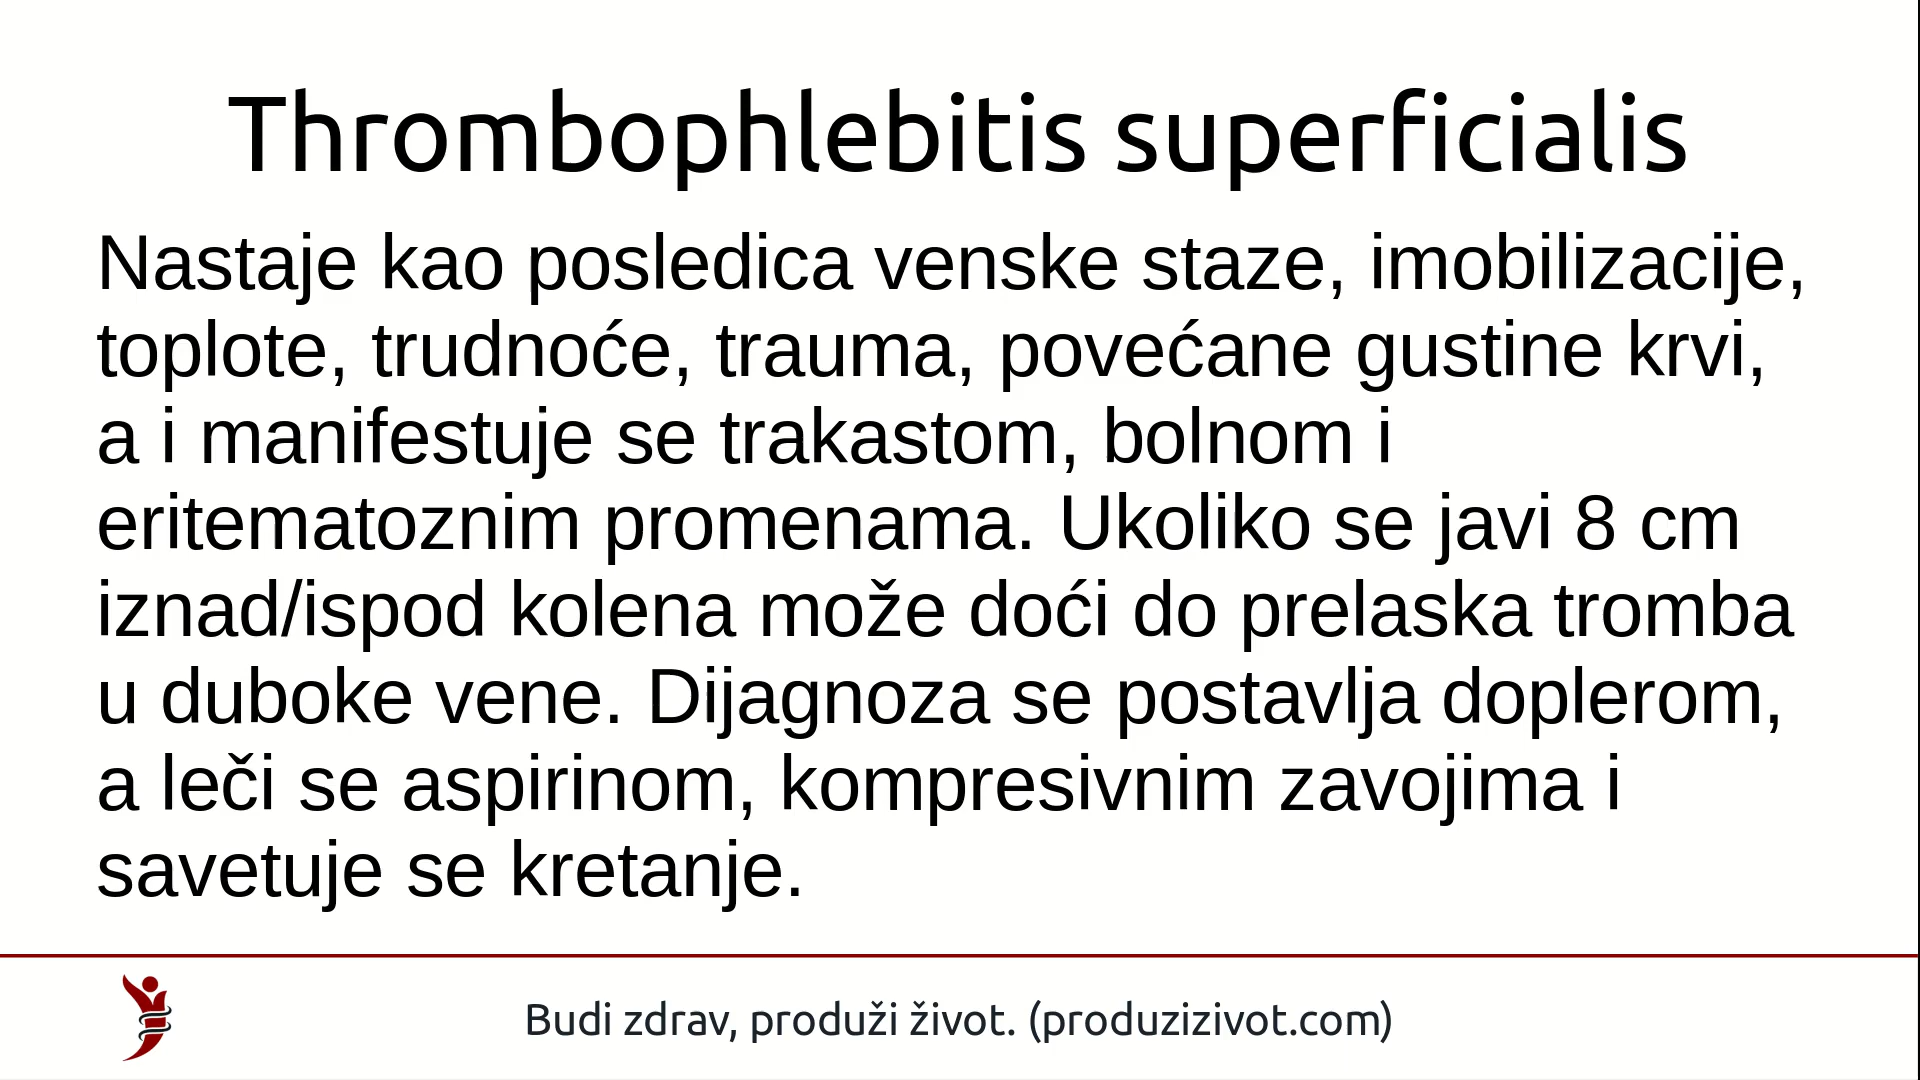 Thrombophlebitis superficialis
Nastaje kao posledica venske staze, imobilizacije,
toplote, trudnoće, trauma, povećane gustine krvi,
a i manifestuje se trakastom, bolnom i
eritematoznim promenama. Ukoliko se javi 8 cm
iznad/ispod kolena može doći do prelaska tromba
u duboke vene. Dijagnoza se postavlja doplerom,
a leči se aspirinom, kompresivnim zavojima i
savetuje se kretanje.
Budi zdrav, produži život. (produzizivot.com)